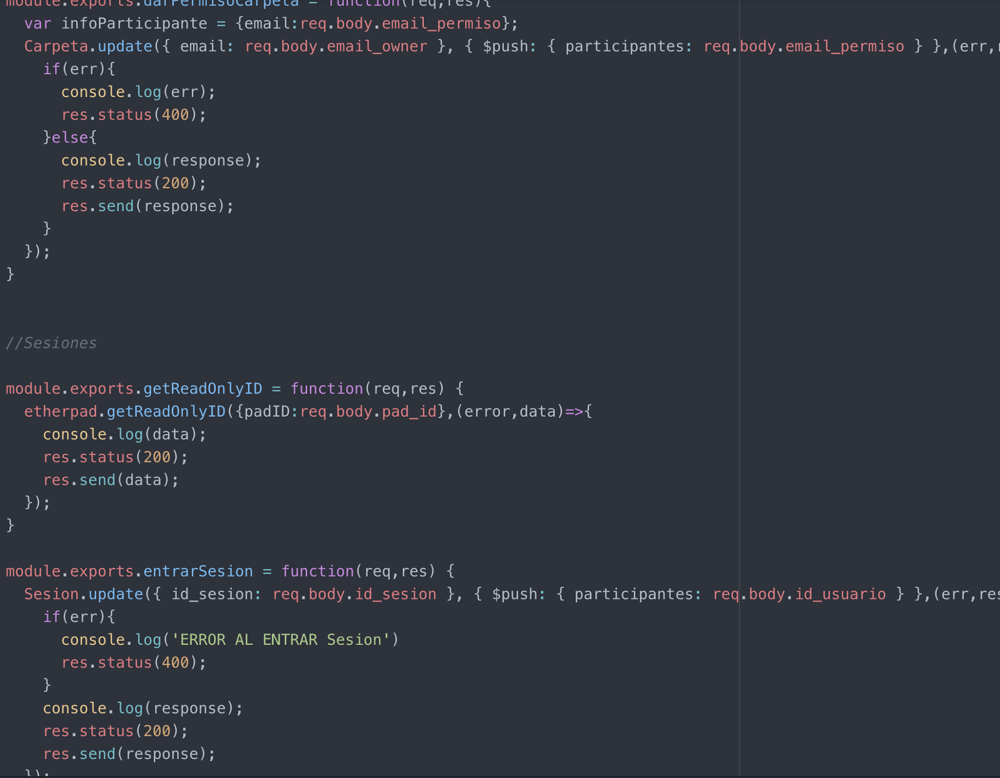 module.exports.darPermisoCarpeta = function(req,res){
  var infoParticipante = {email:req.body.email_permiso};
  Carpeta.update({ email: req.body.email_owner }, { $push: { participantes: req.body.email_permiso } },(err,
    if(err){
      console.log(err);
      res.status(400);
    }else{
      console.log(response);
      res.status(200);
      res.send(response);
    }
  });
}
//Sesiones
module.exports.getReadOnlyID = function(req,res) {
  etherpad.getReadOnlyID({padID:req.body.pad_id},(error,data)=>{
    console.log(data);
    res.status(200);
    res.send(data);
  });
}
module.exports.entrarSesion = function(req,res) {
  Sesion.update({ id_sesion: req.body.id_sesion }, { $push: { participantes: req.body.id_usuario } },(err,res
    if(err){
      console.log('ERROR AL ENTRAR Sesion')
      res.status(400);
    }
    console.log(response);
    res.status(200);
    res.send(response);
  });